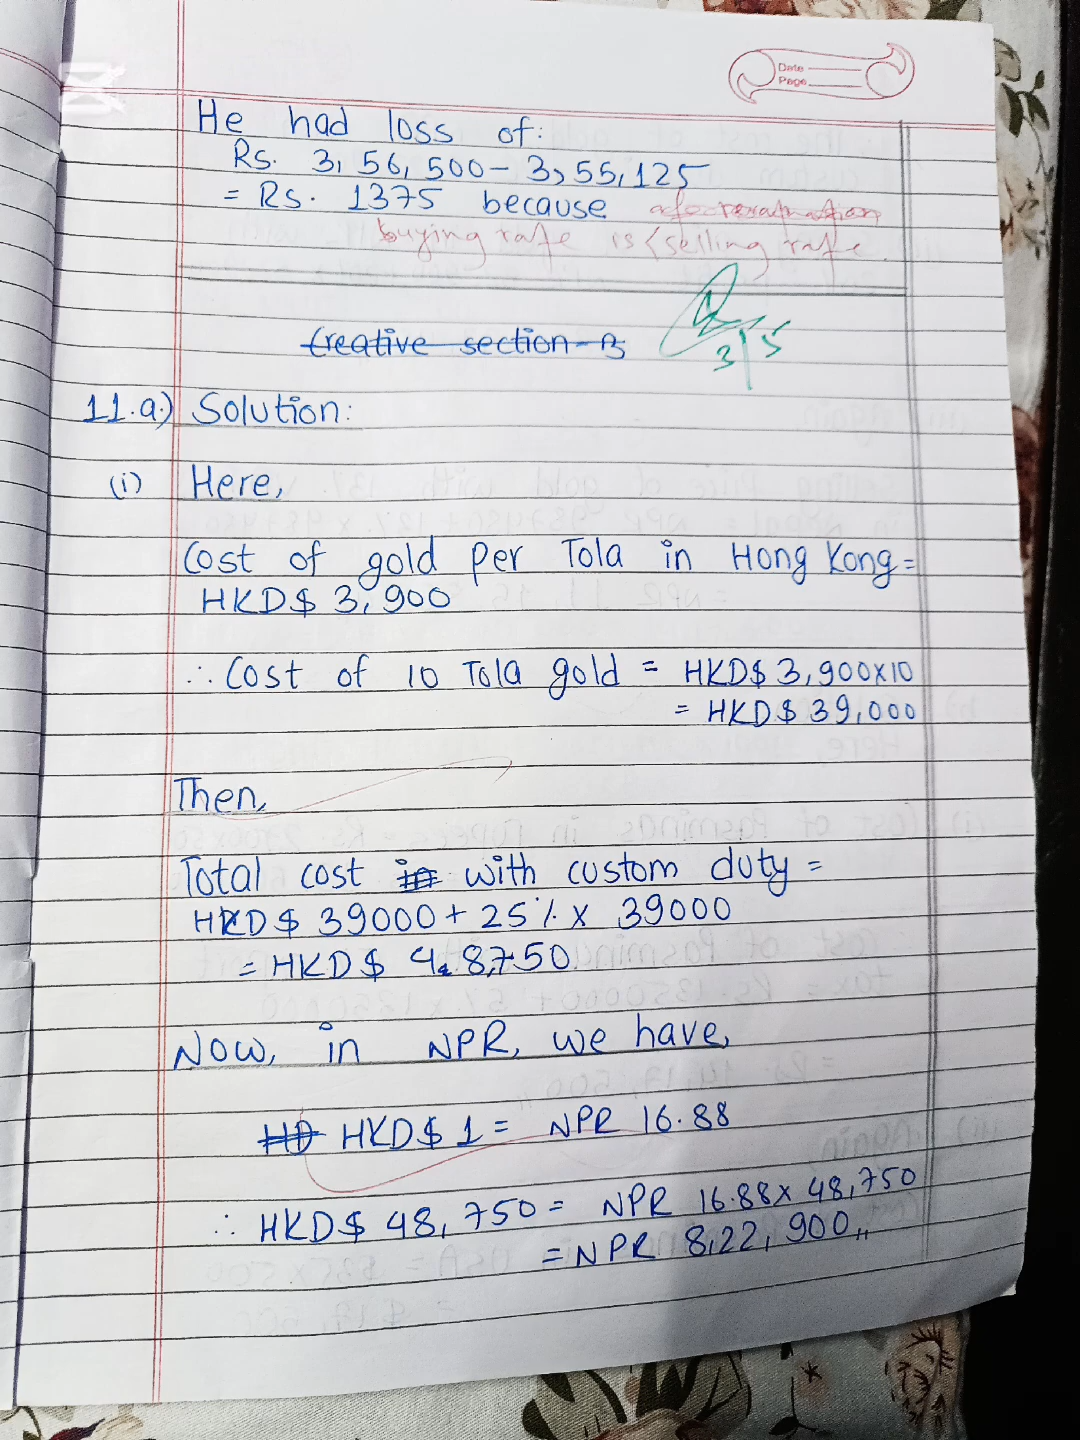 Date
Page
He had loss of:
Rs. 3,56,500 - 3,55,125
= Rs. 1375 because
buying rate is < selling rate.
Creative section-B
3/5
11.a.) Solution:
(i) Here,
Cost of gold per Tola in Hong Kong =
HKD$ 3,900
∴ Cost of 10 Tola gold = HKD$ 3,900x10
= HKD$ 39,000
Then,
Total cost in with custom duty =
HKD$ 39000 + 25% x 39000
= HKD$ 48,750
Now, in NPR, we have,
HD HKD$ 1 = NPR 16.88
∴ HKD$ 48,750 = NPR 16.88x 48,750
= NPR 8,22,900,,